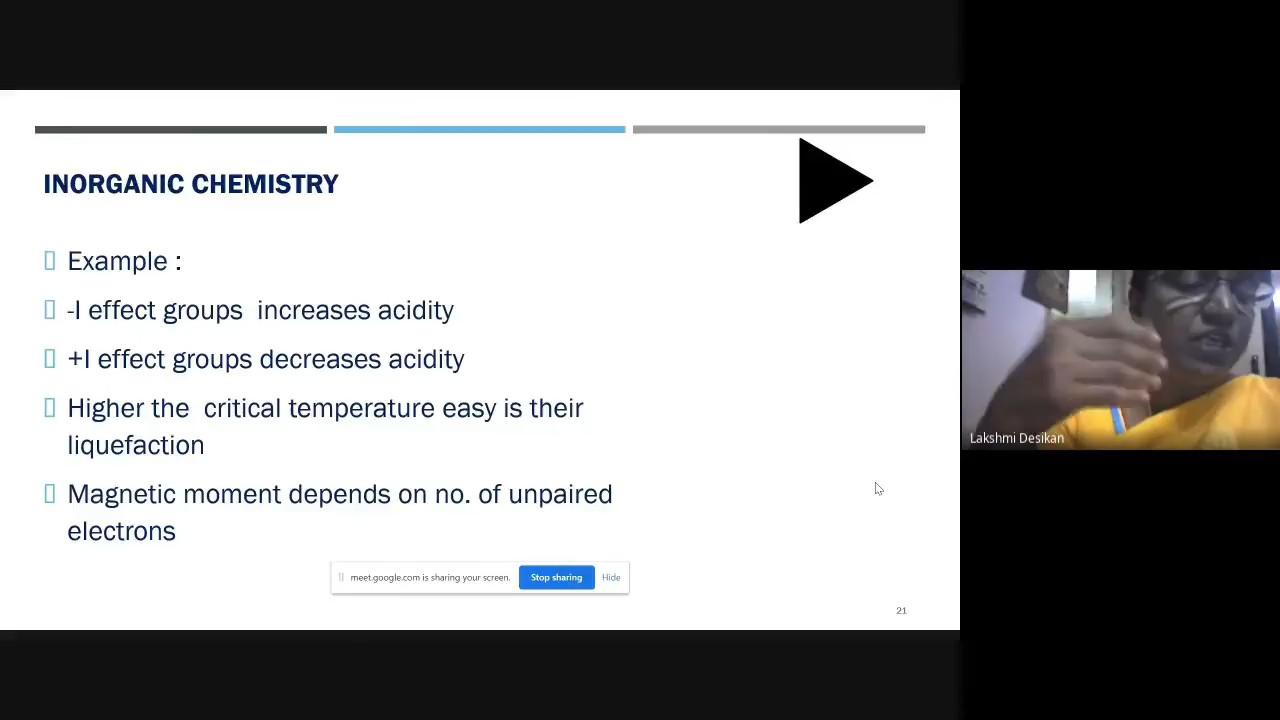 INORGANIC CHEMISTRY
Example :
-I effect groups  increases acidity
+I effect groups decreases acidity
Higher the  critical temperature easy is their
liquefaction
Magnetic moment depends on no. of unpaired
electrons
meet.google.com is sharing your screen.
Stop sharing
Hide
21
Lakshmi Desikan